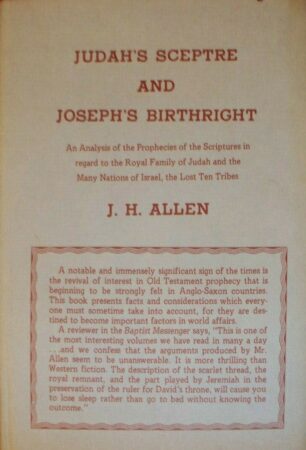 JUDAH'S SCEPTRE
AND
JOSEPH'S BIRTHRIGHT
An Analysis of the Prophecies of the Scriptures in
regard to the Royal Family of Judah and the
Many Nations of Israel, the Lost Ten Tribes
J. H. ALLEN
A notable and immensely significant sign of the times is
the revival of interest in Old Testament prophecy that is
beginning to be strongly felt in Anglo-Saxon countries.
This book presents facts and considerations which every-
one must sometime take into account, for they are des-
tined to become important factors in world affairs.
A reviewer in the Baptist Messenger says, "This is one of
the most interesting volumes we have read in many a day
. . . and we confess that the arguments produced by Mr.
Allen seem to be unanswerable. It is more thrilling than
Western fiction. The description of the scarlet thread, the
royal remnant, and the part played by Jeremiah in the
preservation of the ruler for David's throne, will cause you
to lose sleep rather than go to bed without knowing the
outcome."